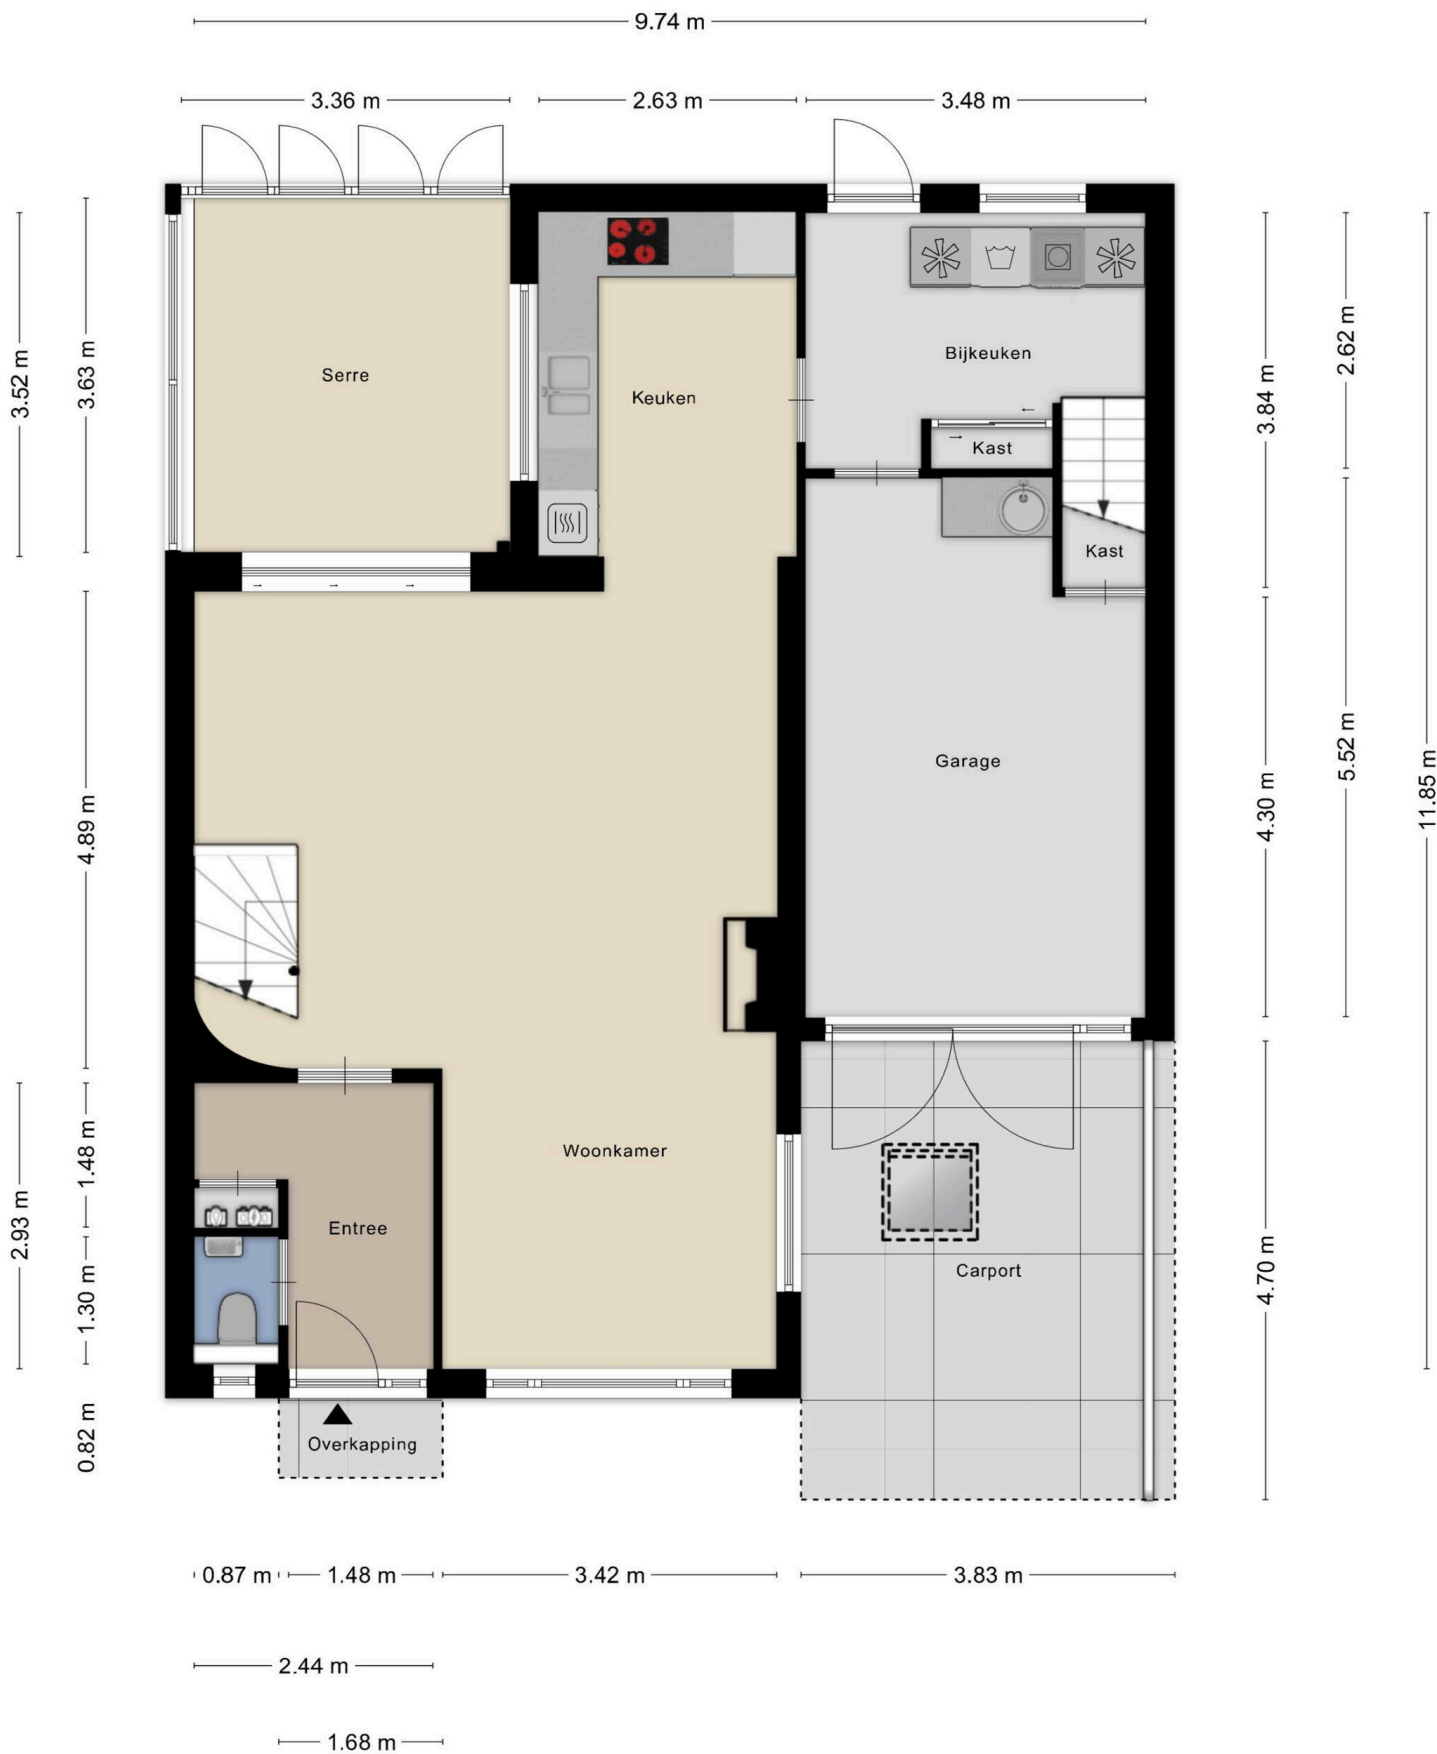 9.74 m
3.36 m
2.63 m
3.48 m
3.52 m
3.63 m
Serre
Keuken
Bijkeuken
Kast
Kast
3.84 m
2.62 m
4.89 m
Garage
4.30 m
5.52 m
11.85 m
Woonkamer
1.48 m
2.93 m
Entree
1.30 m
Carport
4.70 m
0.82 m
Overkapping
0.87 m
1.48 m
3.42 m
3.83 m
2.44 m
1.68 m